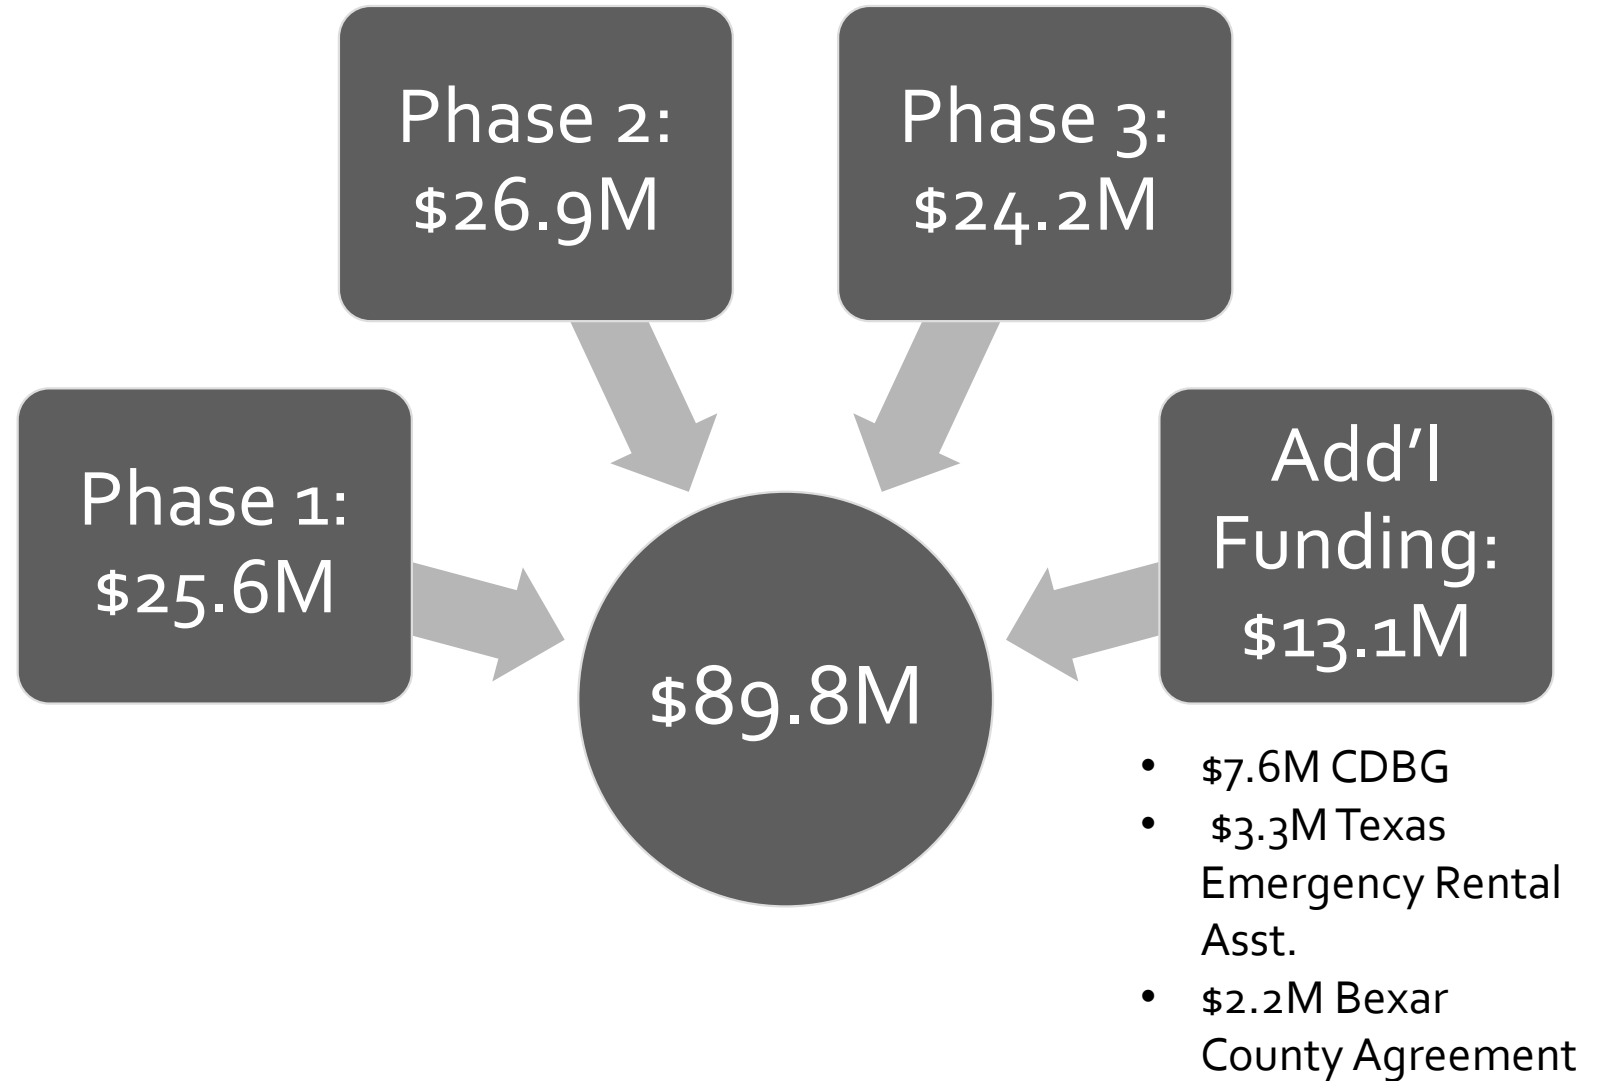 Phase 1:
$25.6M
Phase 2:
$26.9M
Phase 3:
$24.2M
Add’l
Funding:
$13.1M
$89.8M
• $7.6M CDBG
• $3.3M Texas
Emergency Rental
Asst.
• $2.2M Bexar
County Agreement